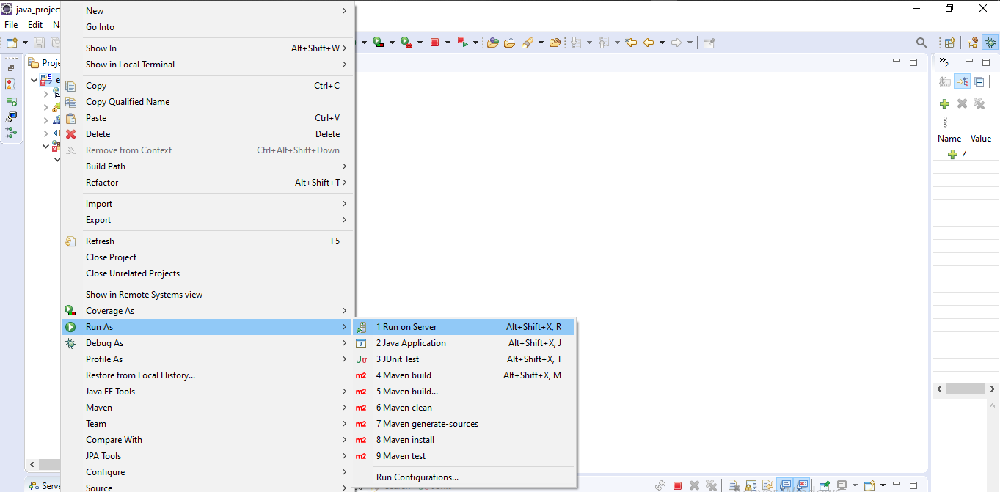 java_projec
File Edit N
Proje
e
New
Go Into
Show In Alt+Shift+W
Show in Local Terminal
Copy Ctrl+C
Copy Qualified Name
Paste Ctrl+V
Delete Delete
Remove from Context Ctrl+Alt+Shift+Down
Build Path
Refactor Alt+Shift+T
Import
Export
Refresh F5
Close Project
Close Unrelated Projects
Show in Remote Systems view
Coverage As
Run As
Debug As
Profile As
Restore from Local History...
Java EE Tools
Maven
Team
Compare With
JPA Tools
Configure
Source
1 Run on Server Alt+Shift+X, R
2 Java Application Alt+Shift+X, J
3 JUnit Test Alt+Shift+X, T
4 Maven build Alt+Shift+X, M
5 Maven build...
6 Maven clean
7 Maven generate-sources
8 Maven install
9 Maven test
Run Configurations...
2
Name Value
Serve